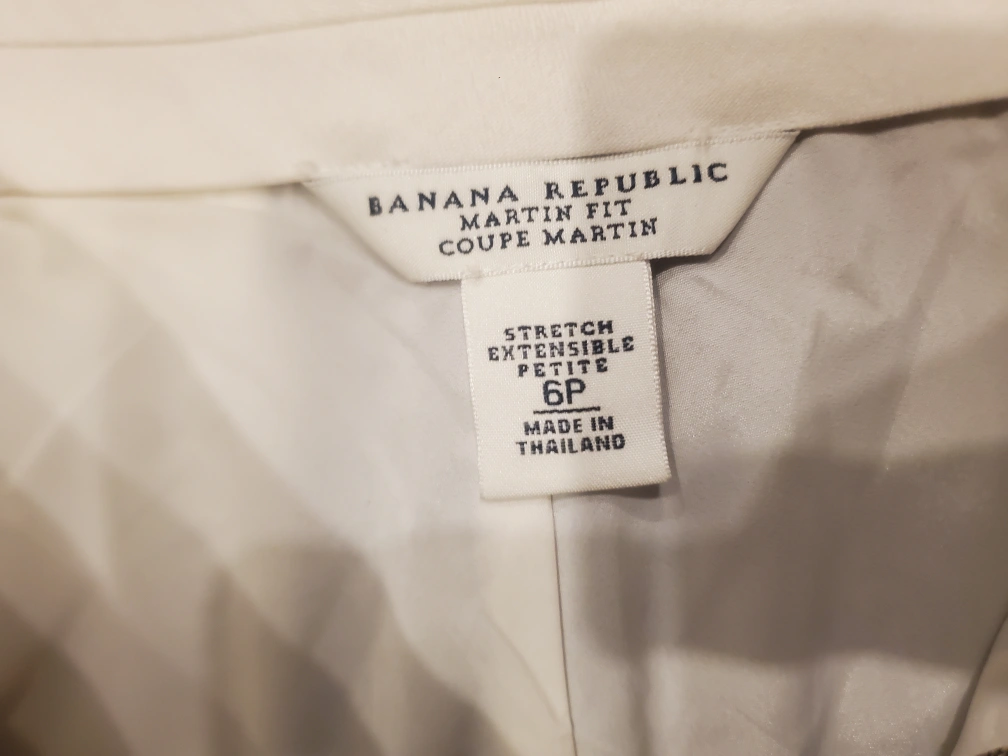 BANANA REPUBLIC
MARTIN FIT
COUPE MARTIN
STRETCH
EXTENSIBLE
PETITE
6P
MADE IN
THAILAND